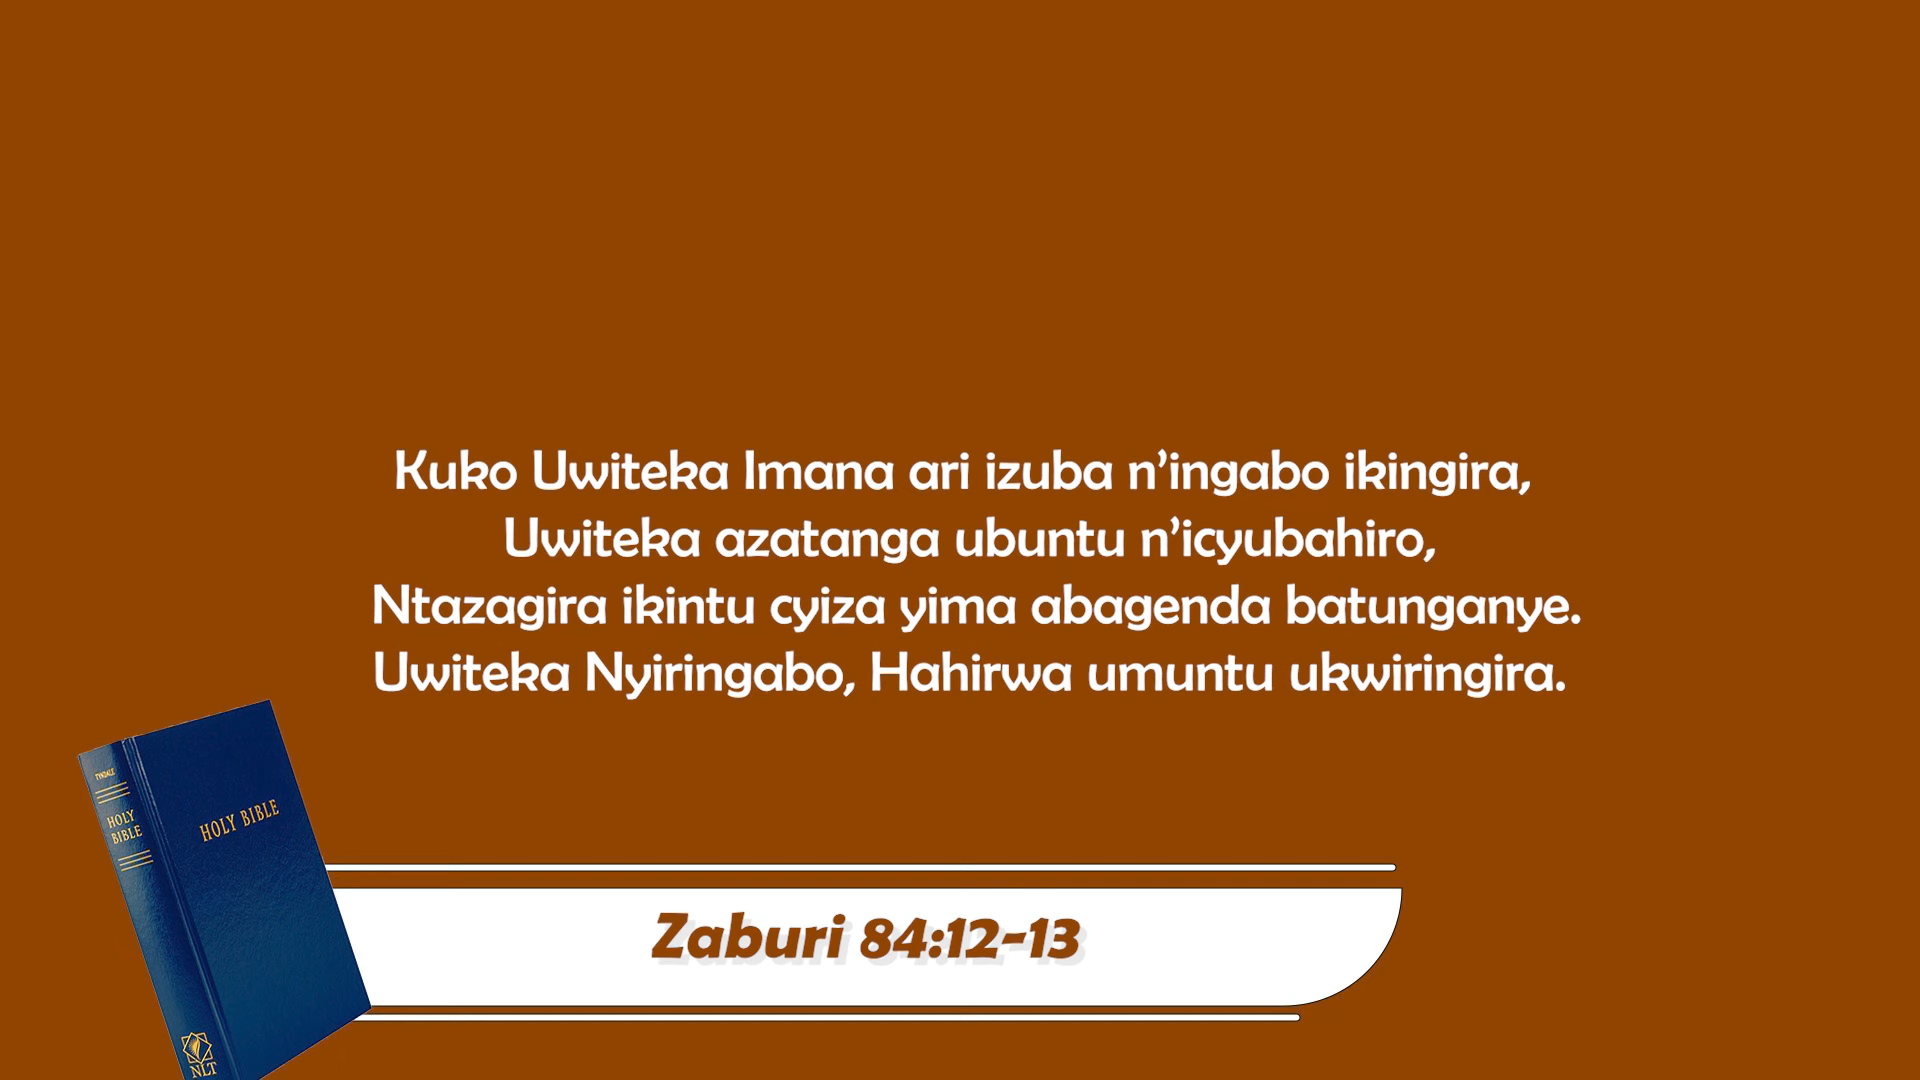 Kuko Uwiteka Imana ari izuba n’ingabo ikingira,
Uwiteka azatanga ubuntu n’icyubahiro,
Ntazagira ikintu cyiza yima abagenda batunganye.
Uwiteka Nyiringabo, Hahirwa umuntu ukwiringira.
TYNDALE
HOLY
BIBLE
HOLY BIBLE
NLT
Zaburi 84:12-13